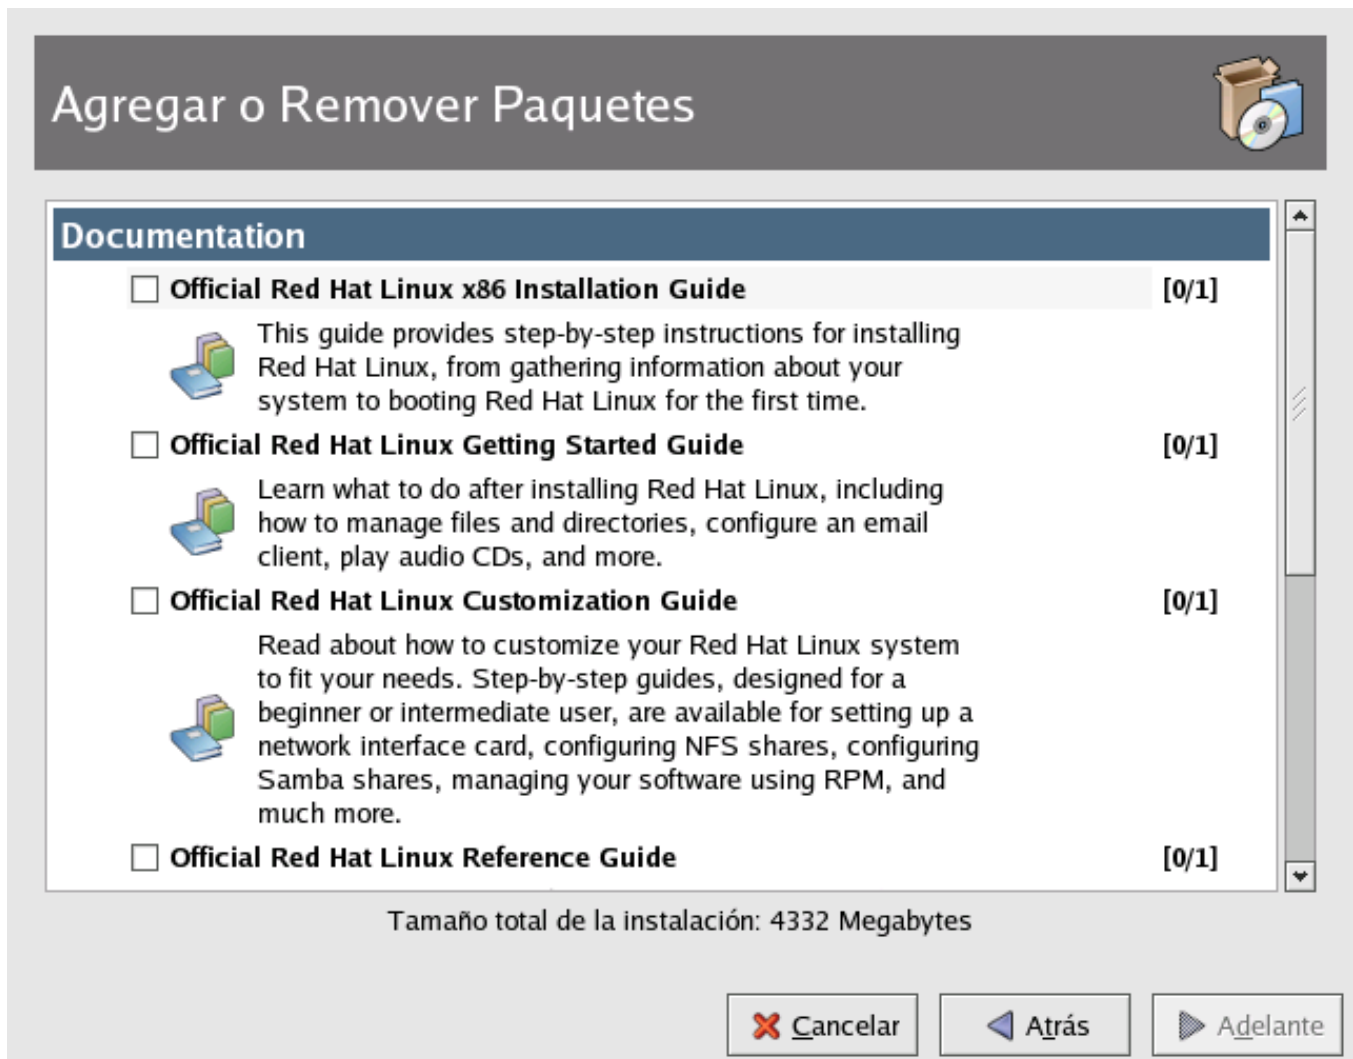 Agregar o Remover Paquetes
Documentation
Official Red Hat Linux x86 Installation Guide [0/1]
This guide provides step-by-step instructions for installing
Red Hat Linux, from gathering information about your
system to booting Red Hat Linux for the first time.
Official Red Hat Linux Getting Started Guide [0/1]
Learn what to do after installing Red Hat Linux, including
how to manage files and directories, configure an email
client, play audio CDs, and more.
Official Red Hat Linux Customization Guide [0/1]
Read about how to customize your Red Hat Linux system
to fit your needs. Step-by-step guides, designed for a
beginner or intermediate user, are available for setting up a
network interface card, configuring NFS shares, configuring
Samba shares, managing your software using RPM, and
much more.
Official Red Hat Linux Reference Guide [0/1]
Tamaño total de la instalación: 4332 Megabytes
Cancelar Atrás Adelante